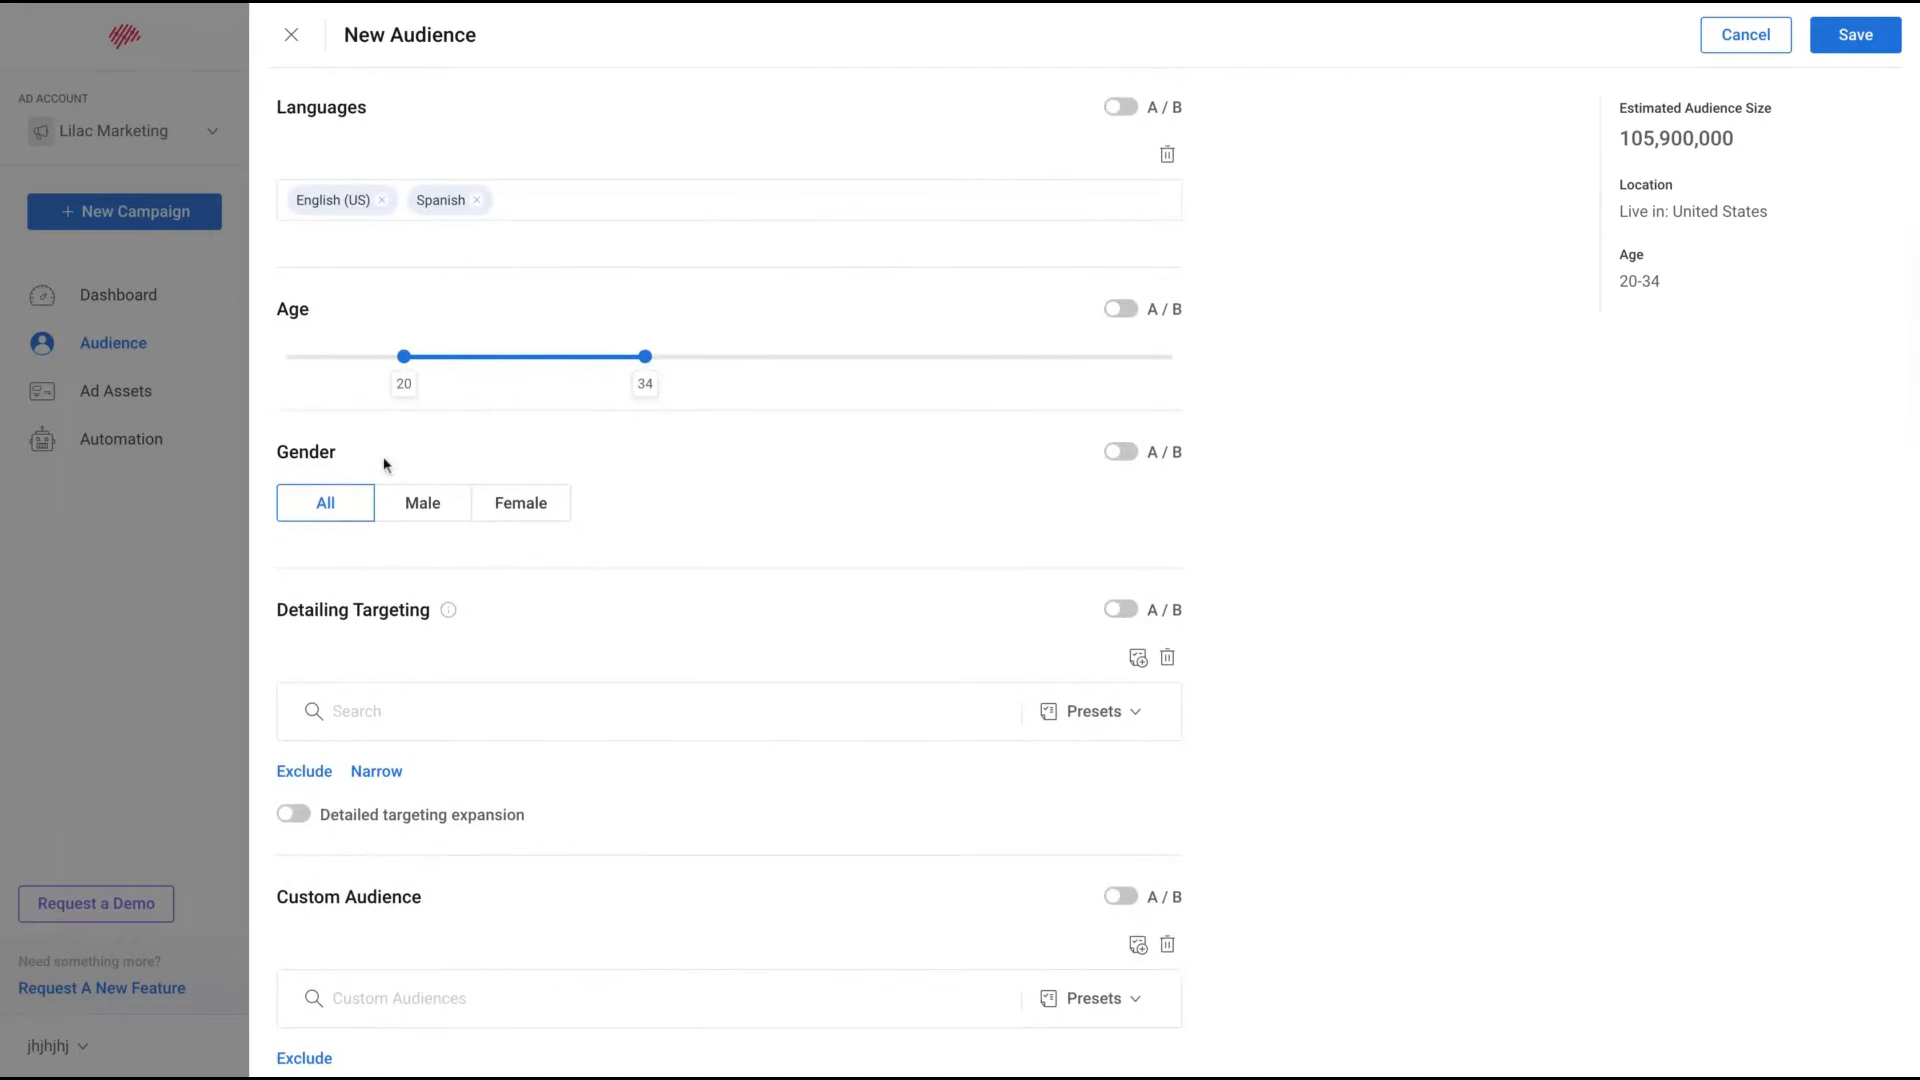 New Audience
Cancel
Save
AD ACCOUNT
Lilac Marketing
+ New Campaign
Dashboard
Audience
Ad Assets
Automation
Request a Demo
Need something more?
Request A New Feature
jhjhjhj
Languages
A / B
English (US) ×
Spanish ×
Age
A / B
20
34
Gender
A / B
All
Male
Female
Detailing Targeting
A / B
Search
Presets
Exclude Narrow
Detailed targeting expansion
Custom Audience
A / B
Custom Audiences
Presets
Exclude
Estimated Audience Size
105,900,000
Location
Live in: United States
Age
20-34